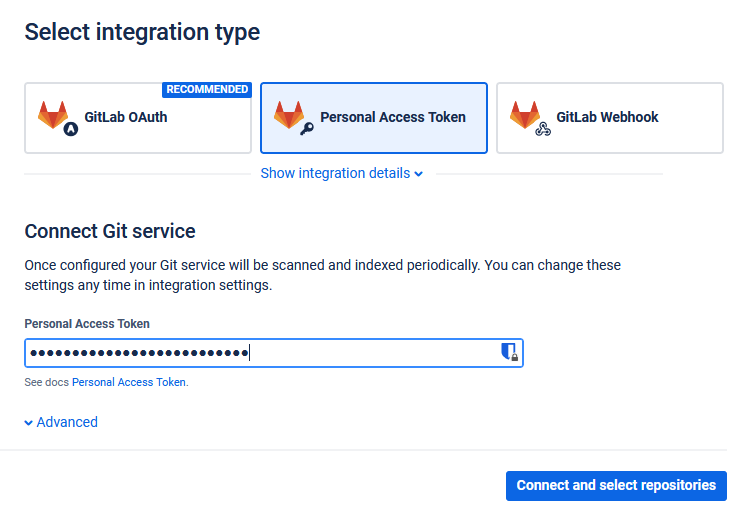 Select integration type
RECOMMENDED
GitLab OAuth
Personal Access Token
GitLab Webhook
Show integration details
Connect Git service
Once configured your Git service will be scanned and indexed periodically. You can change these
settings any time in integration settings.
Personal Access Token
••••••••••••••••••••••••••
See docs Personal Access Token.
Advanced
Connect and select repositories